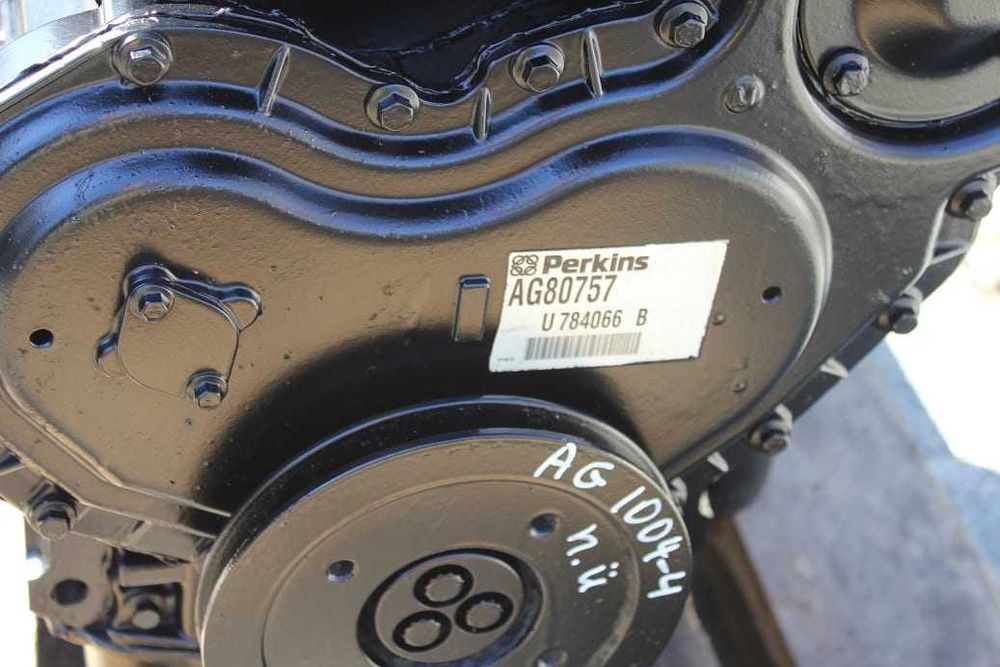 Perkins
AG80757
U 784066 B
AG 1004-4
n.ü